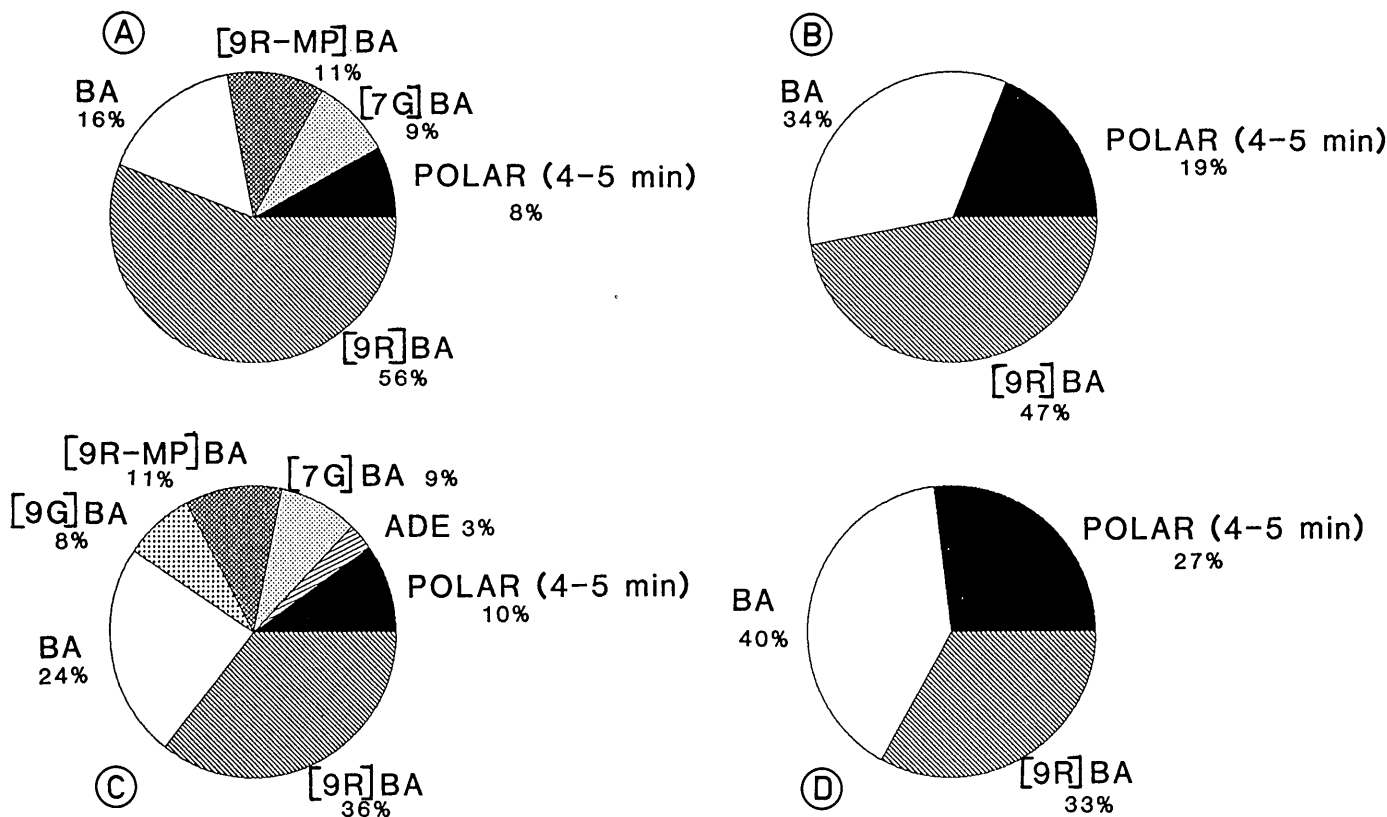 A
[9R-MP]BA
11%
[7G]BA
9%
BA
16%
POLAR (4-5 min)
8%
[9R]BA
56%
B
BA
34%
POLAR (4-5 min)
19%
[9R]BA
47%
C
[9R-MP]BA
11%
[7G]BA 9%
[9G]BA
8%
ADE 3%
POLAR (4-5 min)
10%
BA
24%
[9R]BA
36%
D
POLAR (4-5 min)
27%
BA
40%
[9R]BA
33%